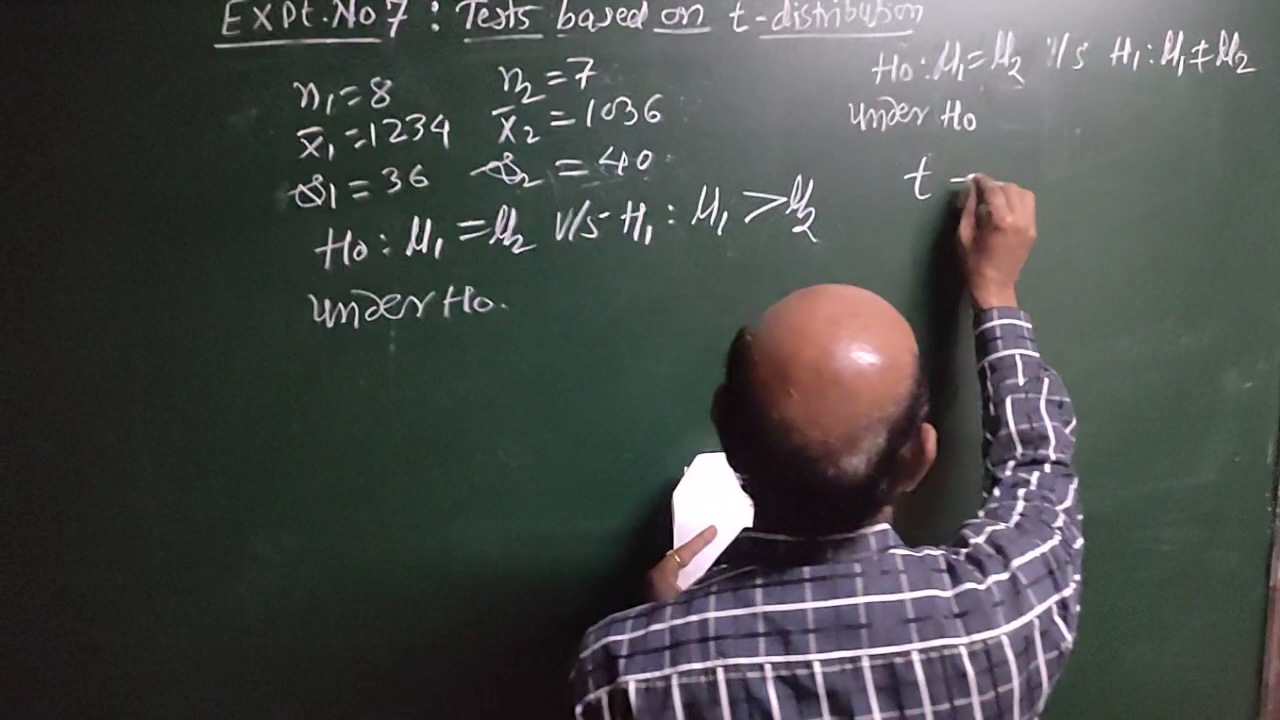 Expt. No 7 : Tests based on t-distribution
n₁ = 8 n₂ = 7
x̄₁ = 1234 x̄₂ = 1036
s₁ = 36 s₂ = 40
H₀ : μ₁ = μ₂ v/s H₁ : μ₁ > μ₂
under H₀.
H₀ : μ₁ = μ₂ v/s H₁ : μ₁ ≠ μ₂
under H₀
t =